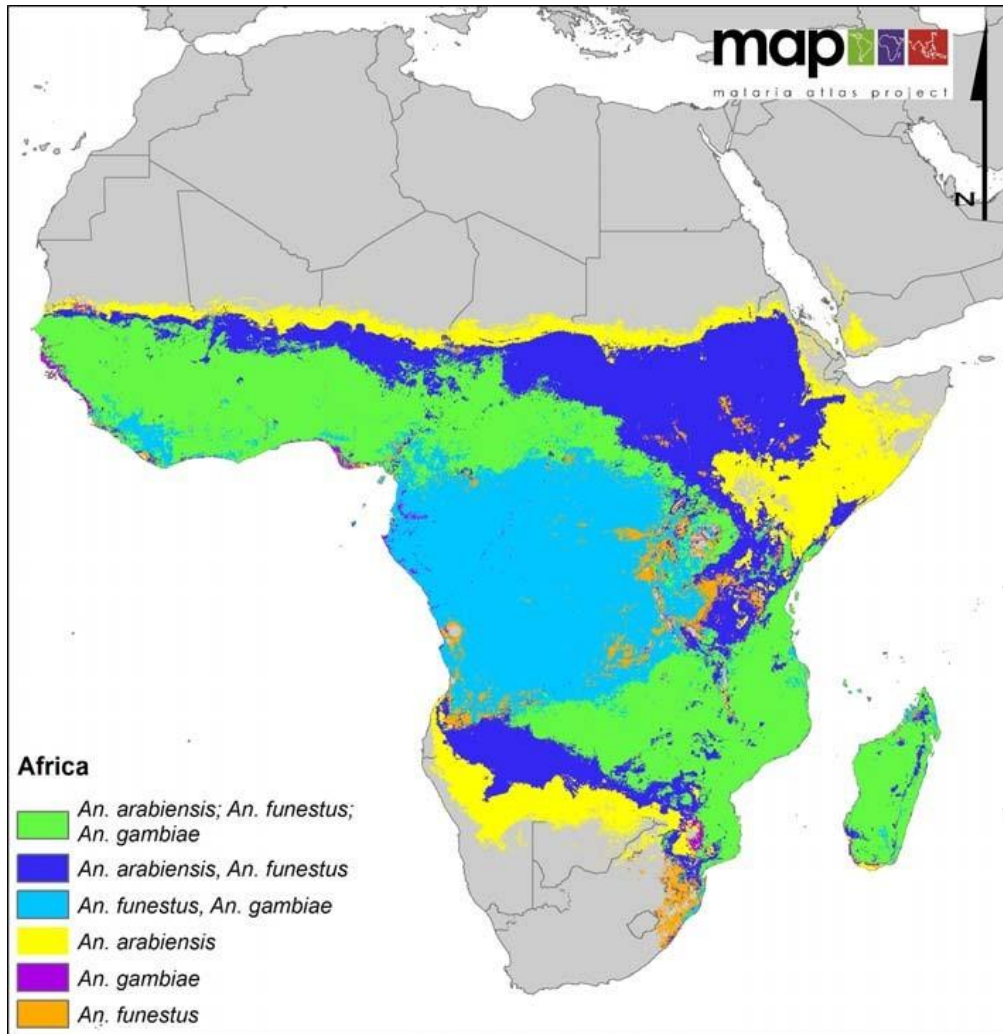 map
malaria atlas project
N
Africa
An. arabiensis; An. funestus;
An. gambiae
An. arabiensis, An. funestus
An. funestus, An. gambiae
An. arabiensis
An. gambiae
An. funestus